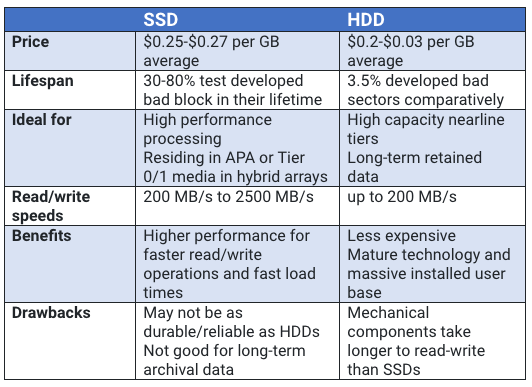 SSD HDD
Price $0.25-$0.27 per GB $0.2-$0.03 per GB
average average
Lifespan 30-80% test developed 3.5% developed bad
bad block in their lifetime sectors comparatively
Ideal for High performance High capacity nearline
processing tiers
Residing in APA or Tier Long-term retained
0/1 media in hybrid arrays data
Read/write 200 MB/s to 2500 MB/s up to 200 MB/s
speeds
Benefits Higher performance for Less expensive
faster read/write Mature technology and
operations and fast load massive installed user
times base
Drawbacks May not be as Mechanical
durable/reliable as HDDs components take
Not good for long-term longer to read-write
archival data than SSDs